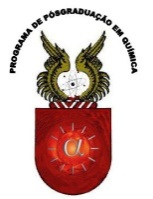 PROGRAMA DE PÓSGRADUAÇÃO EM QUÍMICA
α